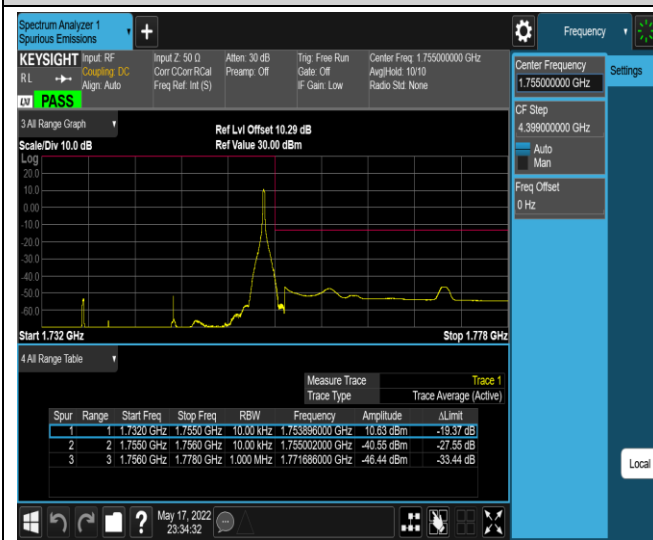 Spectrum Analyzer 1
Spurious Emissions
Frequency
KEYSIGHT
RL
Input: RF
Coupling: DC
Align: Auto
Input Z: 50 Ω
Corr CCorr RCal
Freq Ref: Int (S)
Atten: 30 dB
Preamp: Off
Trig: Free Run
Gate: Off
IF Gain: Low
Center Freq: 1.755000000 GHz
Avg|Hold: 10/10
Radio Std: None
LXI PASS
3 All Range Graph
Scale/Div 10.0 dB
Ref Lvl Offset 10.29 dB
Ref Value 30.00 dBm
Log
20.0
10.0
0.00
-10.0
-20.0
-30.0
-40.0
-50.0
-60.0
Start 1.732 GHz
Stop 1.778 GHz
4 All Range Table
Measure Trace Trace 1
Trace Type Trace Average (Active)
Spur Range Start Freq Stop Freq RBW Frequency Amplitude ΔLimit
1 1 1.7320 GHz 1.7550 GHz 10.00 kHz 1.753896000 GHz 10.63 dBm -19.37 dB
2 2 1.7550 GHz 1.7560 GHz 10.00 kHz 1.755002000 GHz -40.55 dBm -27.55 dB
3 3 1.7560 GHz 1.7780 GHz 1.000 MHz 1.771686000 GHz -46.44 dBm -33.44 dB
Center Frequency
1.755000000 GHz
Settings
CF Step
4.399000000 GHz
Auto
Man
Freq Offset
0 Hz
Local
?
May 17, 2022
23:34:32